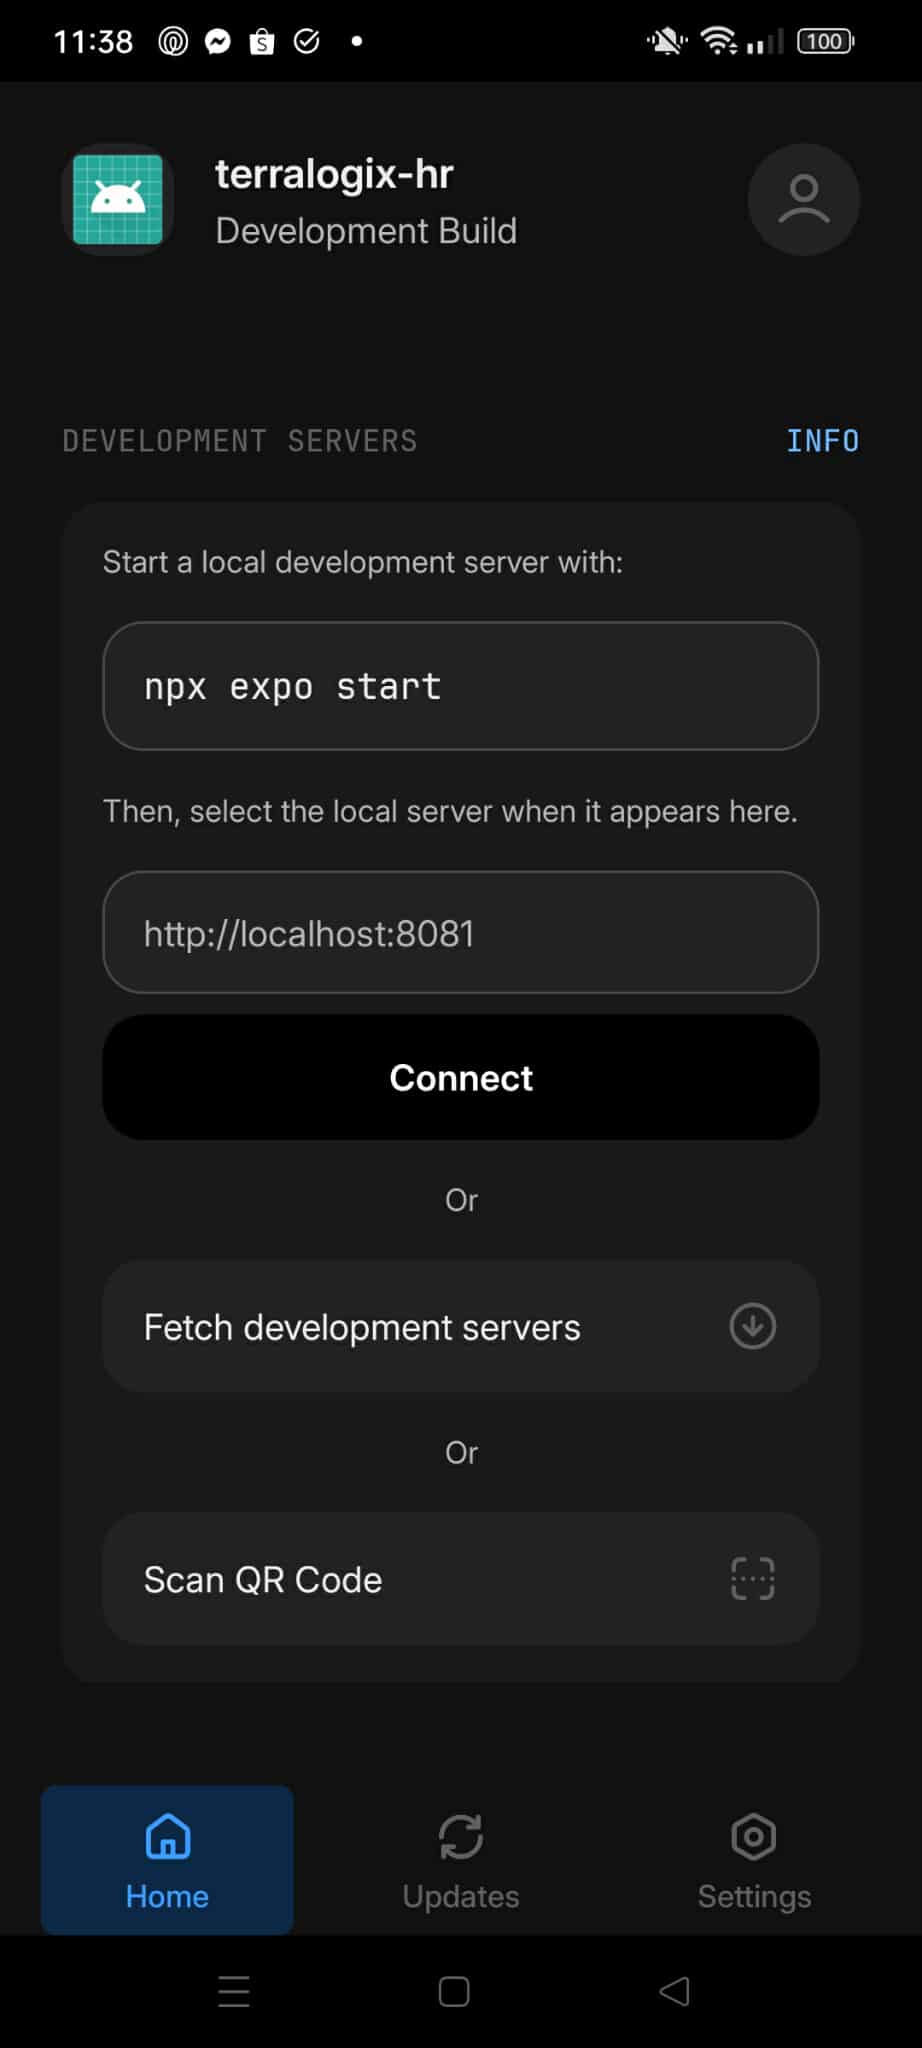 11:38
100
terralogix-hr
Development Build
DEVELOPMENT SERVERS
INFO
Start a local development server with:
npx expo start
Then, select the local server when it appears here.
http://localhost:8081
Connect
Or
Fetch development servers
Or
Scan QR Code
Home
Updates
Settings